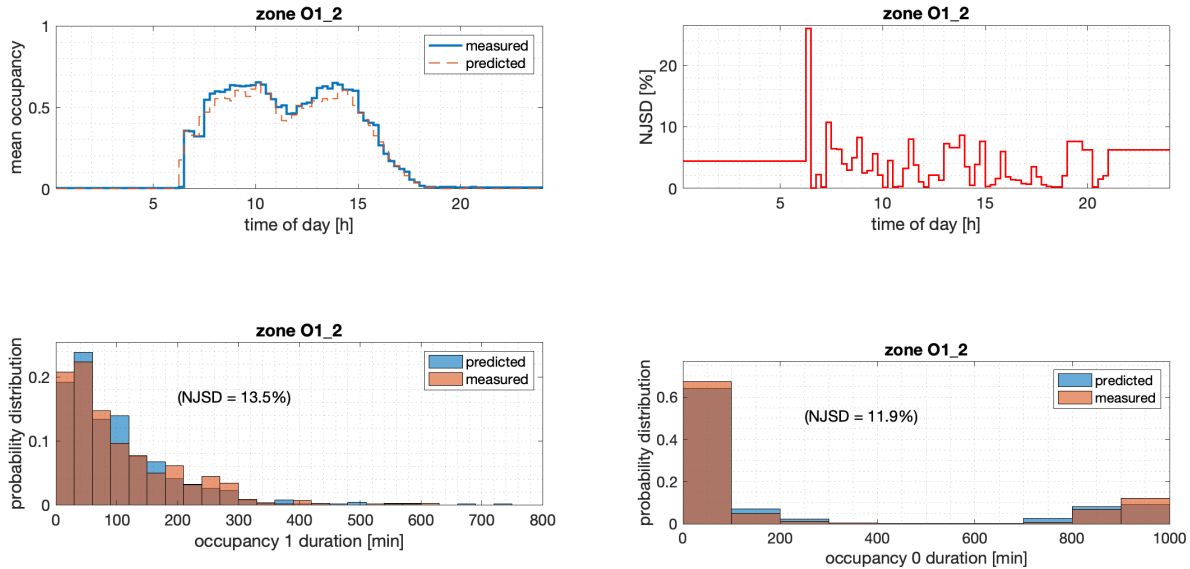 zone O1_2
mean occupancy
1
0.5
0
measured
predicted
5 10 15 20
time of day [h]
zone O1_2
NJSD [%]
20
10
0
5 10 15 20
time of day [h]
zone O1_2
probability distribution
0.2
0.1
0
(NJSD = 13.5%)
predicted
measured
0 100 200 300 400 500 600 700 800
occupancy 1 duration [min]
zone O1_2
probability distribution
0.6
0.4
0.2
0
(NJSD = 11.9%)
predicted
measured
0 200 400 600 800 1000
occupancy 0 duration [min]